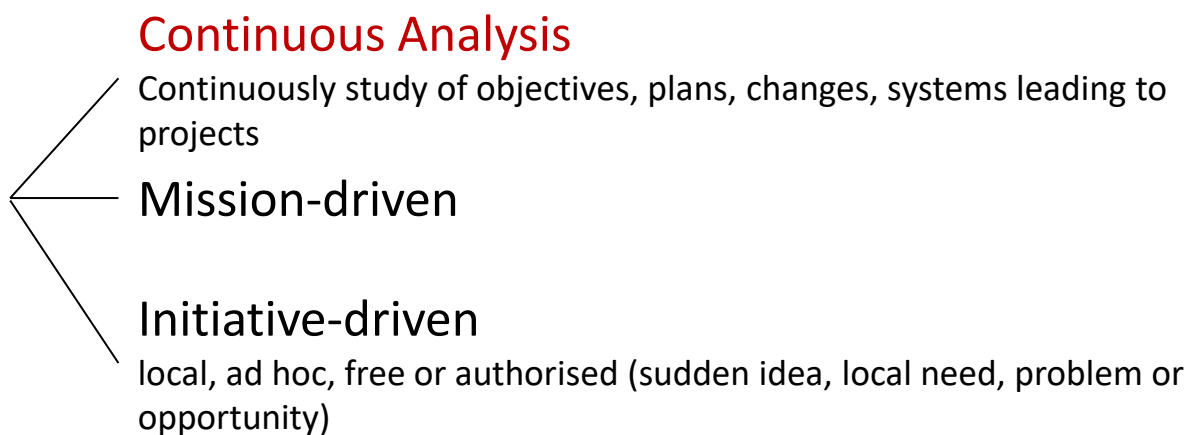 Continuous Analysis
Continuously study of objectives, plans, changes, systems leading to
projects
Mission-driven
Initiative-driven
local, ad hoc, free or authorised (sudden idea, local need, problem or
opportunity)